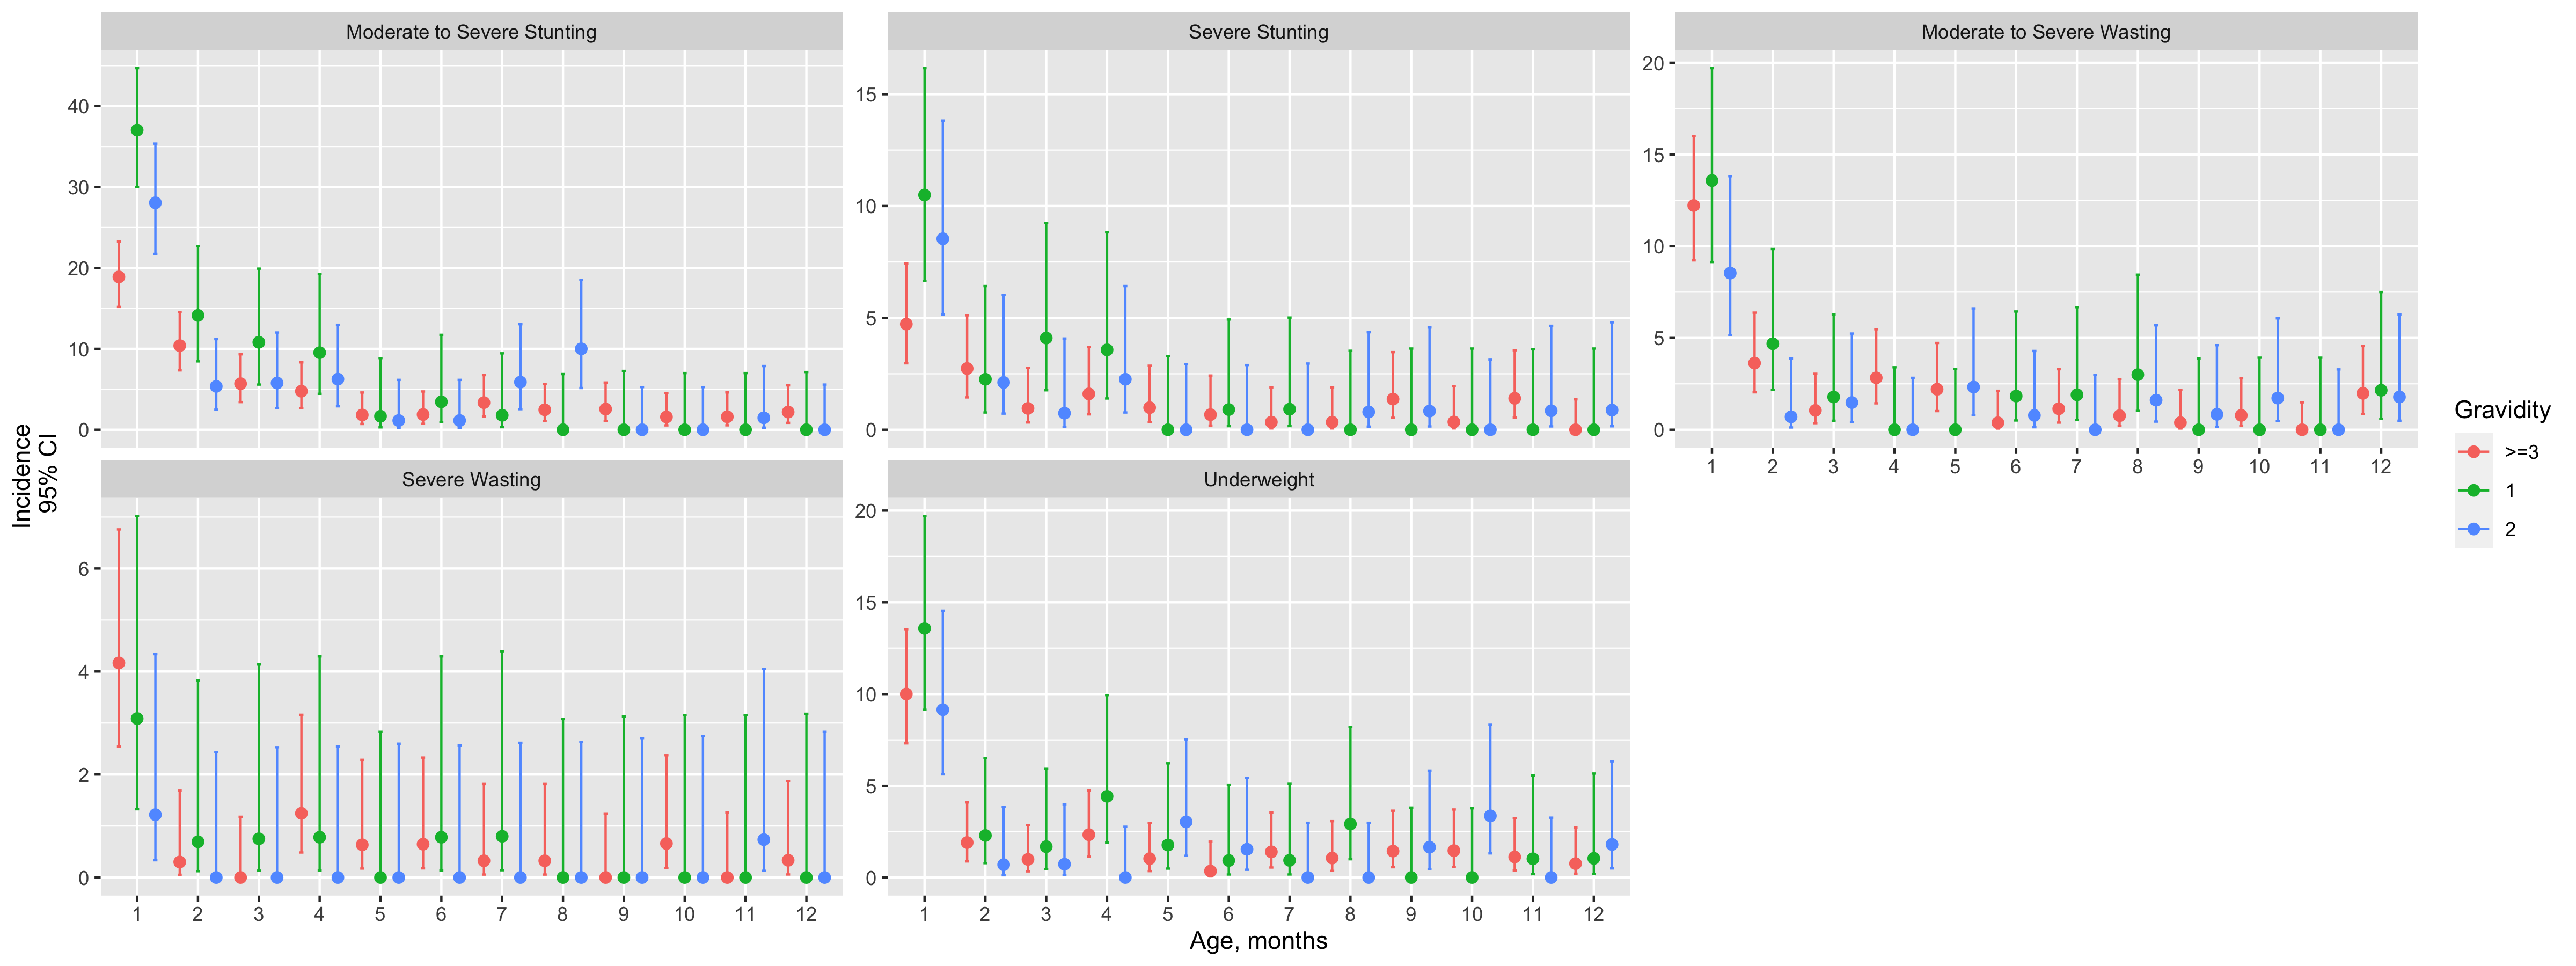 Moderate to Severe Stunting
Severe Stunting
Moderate to Severe Wasting
40
30
20
10
0
15
10
5
0
20
15
10
5
0
1 2 3 4 5 6 7 8 9 10 11 12
Severe Wasting
Underweight
6
4
2
0
20
15
10
5
0
1 2 3 4 5 6 7 8 9 10 11 12
1 2 3 4 5 6 7 8 9 10 11 12
Incidence
95% CI
Age, months
Gravidity
>=3
1
2